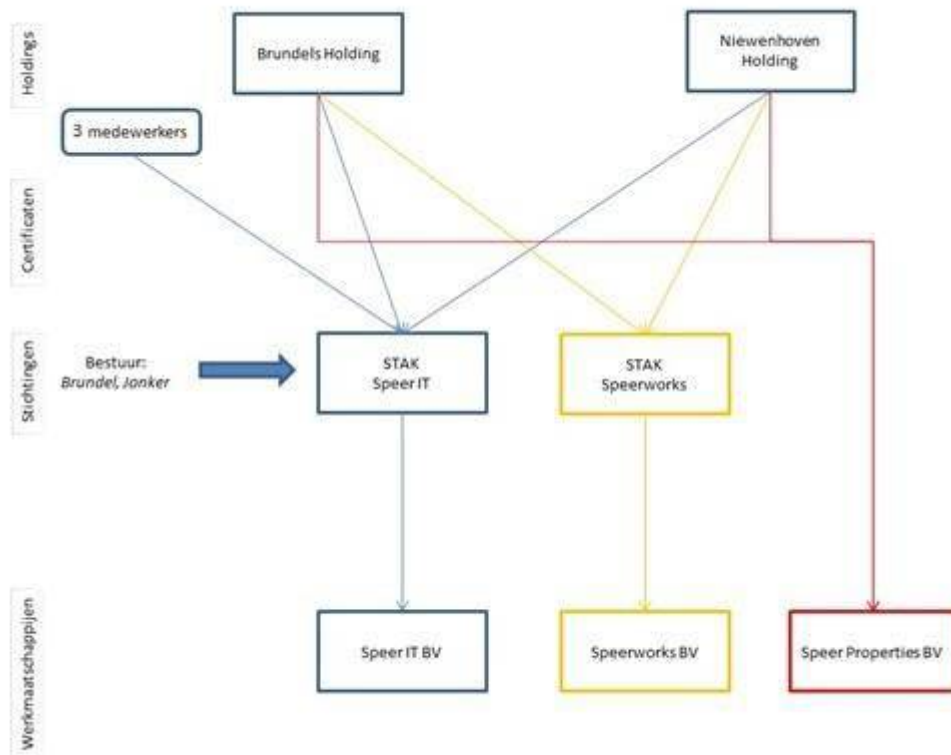 Holdings
Brundels Holding
Niewenhoven
Holding
3 medewerkers
Certificaten
Stichtingen
Bestuur:
Brundel, Jonker
STAK
Speer IT
STAK
Speerworks
Werkmaatschappijen
Speer IT BV
Speerworks BV
Speer Properties BV